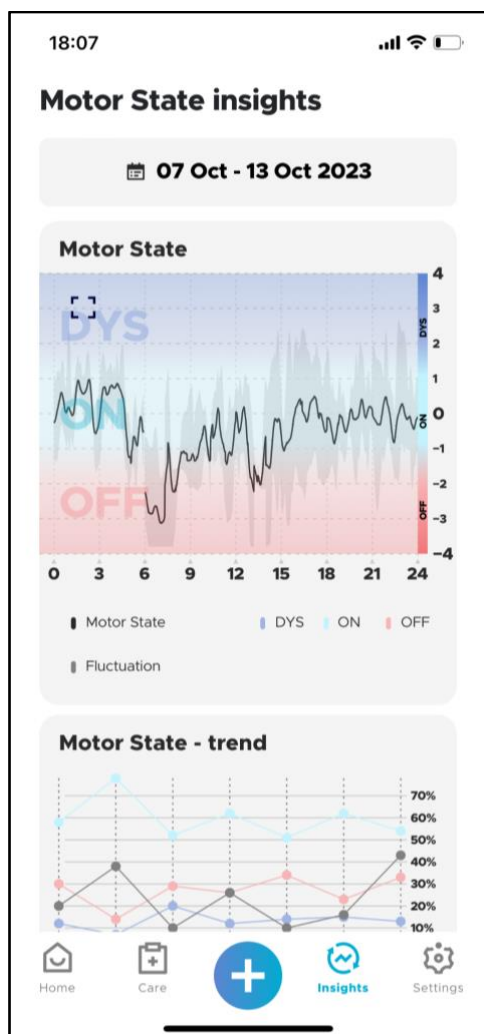 18:07
Motor State insights
07 Oct - 13 Oct 2023
Motor State
4
3
DYS
DYS
2
1
ON
0
ON
-1
-2
OFF
-3
OFF
-4
0 3 6 9 12 15 18 21 24
Motor State DYS ON OFF
Fluctuation
Motor State - trend
70%
60%
50%
40%
30%
20%
10%
Home Care Insights Settings